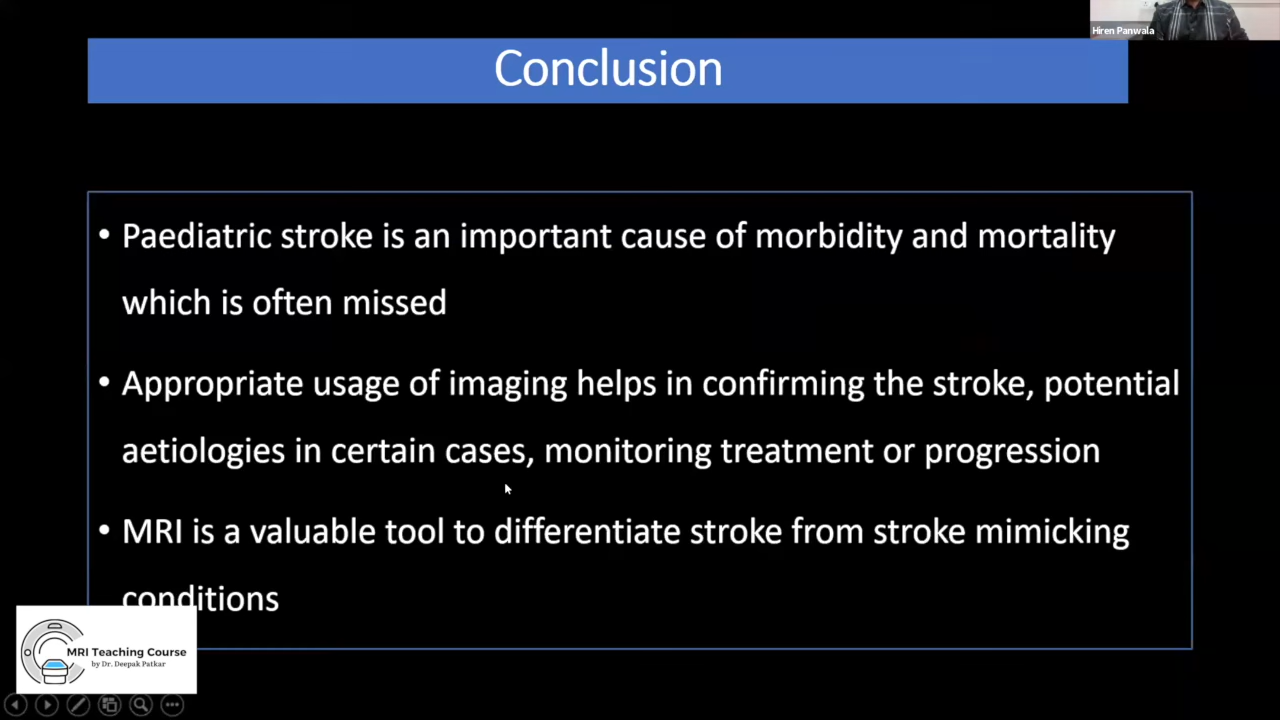 Hiren Panwala
Conclusion
• Paediatric stroke is an important cause of morbidity and mortality
which is often missed
• Appropriate usage of imaging helps in confirming the stroke, potential
aetiologies in certain cases, monitoring treatment or progression
• MRI is a valuable tool to differentiate stroke from stroke mimicking
conditions
MRI Teaching Course
by Dr. Deepak Patkar